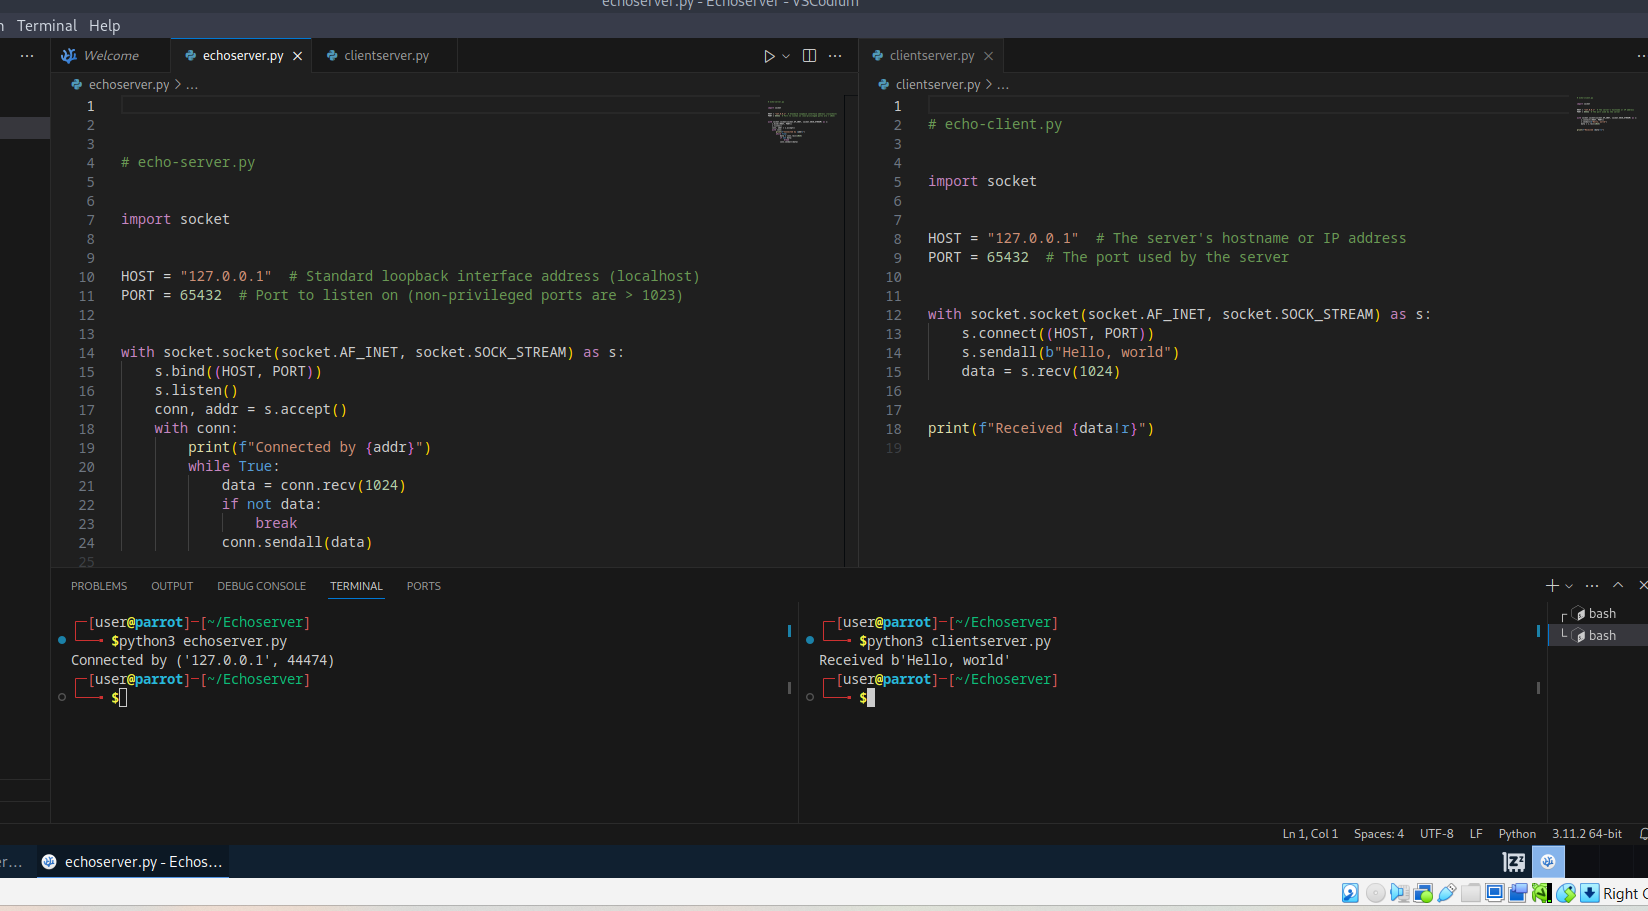 echoserver.py - Echoserver - VSCodium
Terminal Help
Welcome echoserver.py clientserver.py
echoserver.py > ...
1
2
3
4 # echo-server.py
5
6
7 import socket
8
9
10 HOST = "127.0.0.1"  # Standard loopback interface address (localhost)
11 PORT = 65432  # Port to listen on (non-privileged ports are > 1023)
12
13
14 with socket.socket(socket.AF_INET, socket.SOCK_STREAM) as s:
15     s.bind((HOST, PORT))
16     s.listen()
17     conn, addr = s.accept()
18     with conn:
19         print(f"Connected by {addr}")
20         while True:
21             data = conn.recv(1024)
22             if not data:
23                 break
24             conn.sendall(data)
25
clientserver.py
clientserver.py > ...
1
2 # echo-client.py
3
4
5 import socket
6
7
8 HOST = "127.0.0.1"  # The server's hostname or IP address
9 PORT = 65432  # The port used by the server
10
11
12 with socket.socket(socket.AF_INET, socket.SOCK_STREAM) as s:
13     s.connect((HOST, PORT))
14     s.sendall(b"Hello, world")
15     data = s.recv(1024)
16
17
18 print(f"Received {data!r}")
19
PROBLEMS OUTPUT DEBUG CONSOLE TERMINAL PORTS
[user@parrot]-[~/Echoserver]
$python3 echoserver.py
Connected by ('127.0.0.1', 44474)
[user@parrot]-[~/Echoserver]
$
[user@parrot]-[~/Echoserver]
$python3 clientserver.py
Received b'Hello, world'
[user@parrot]-[~/Echoserver]
$
bash
bash
Ln 1, Col 1 Spaces: 4 UTF-8 LF Python 3.11.2 64-bit
echoserver.py - Echos...
Right